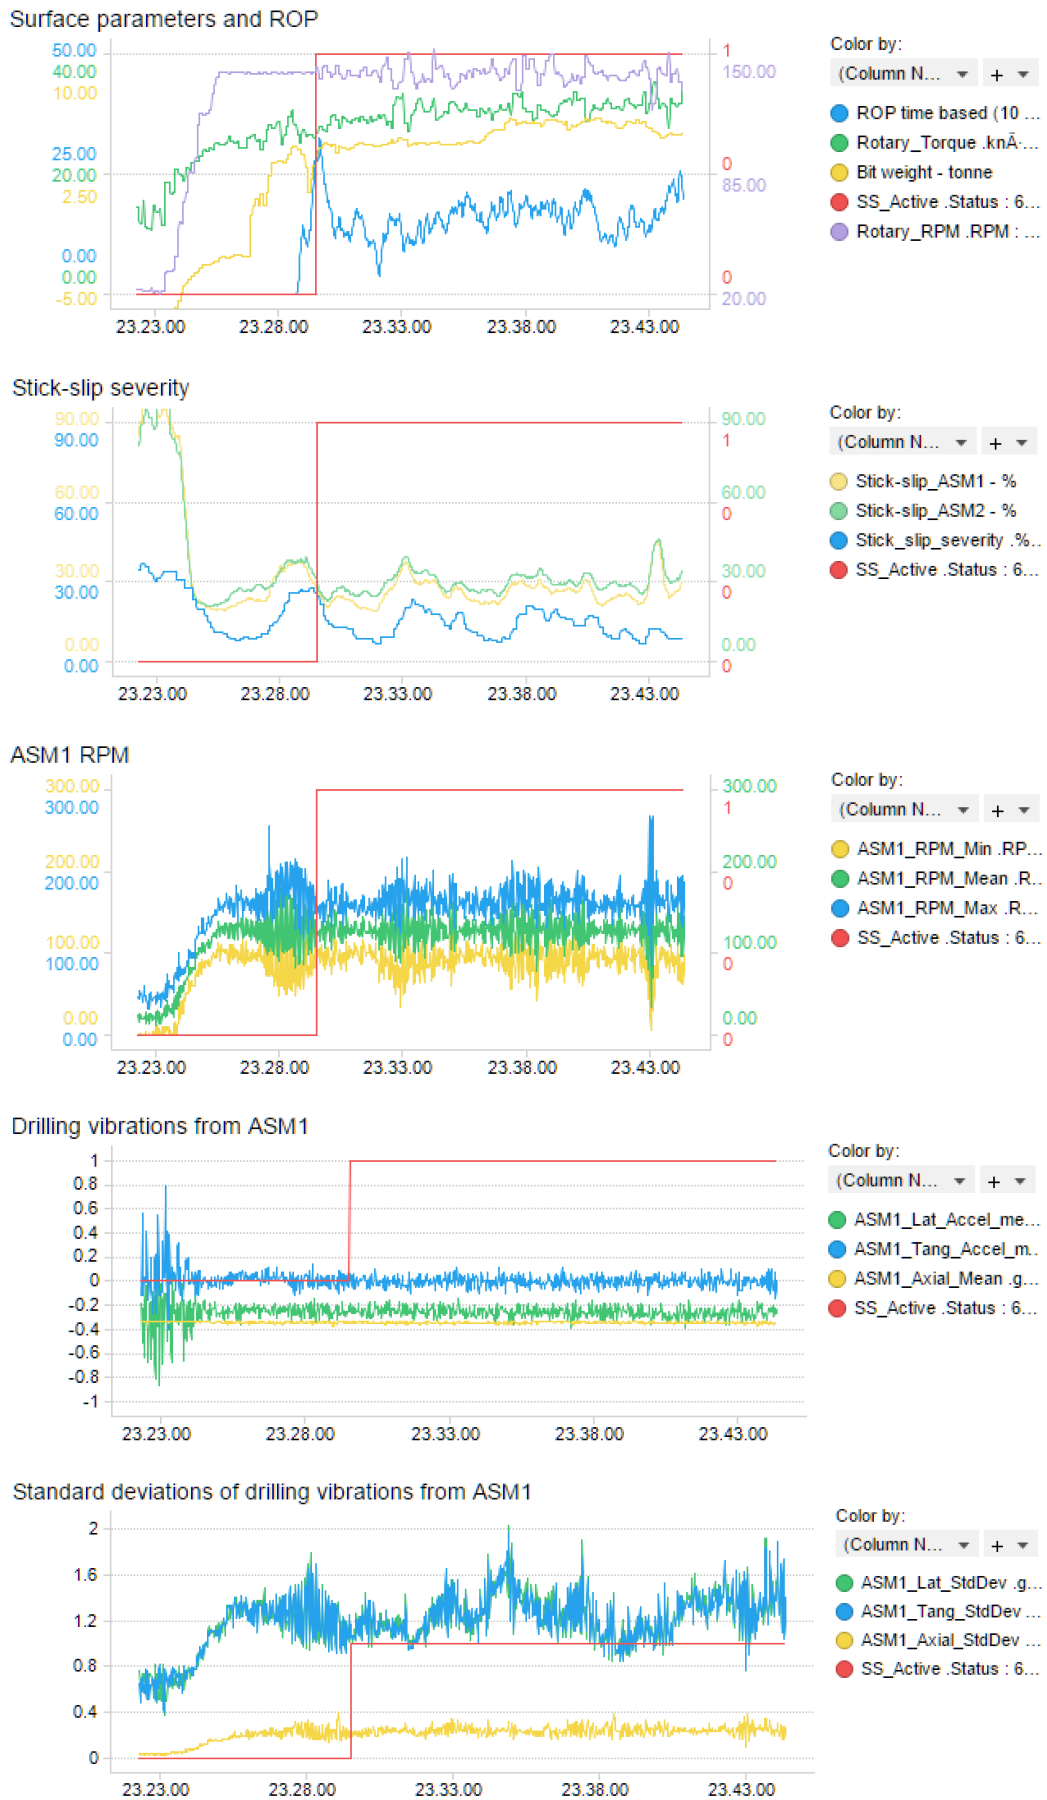 Surface parameters and ROP
50.00
40.00
10.00
25.00
20.00
2.50
0.00
0.00
-5.00
1
150.00
0
85.00
0
20.00
23.23.00 23.28.00 23.33.00 23.38.00 23.43.00
Color by:
(Column N... +
ROP time based (10 ...
Rotary_Torque .knÂ·...
Bit weight - tonne
SS_Active .Status : 6...
Rotary_RPM .RPM : ...
Stick-slip severity
90.00
90.00
60.00
60.00
30.00
30.00
0.00
0.00
90.00
1
60.00
0
30.00
0
0.00
0
23.23.00 23.28.00 23.33.00 23.38.00 23.43.00
Color by:
(Column N... +
Stick-slip_ASM1 - %
Stick-slip_ASM2 - %
Stick_slip_severity .%...
SS_Active .Status : 6...
ASM1 RPM
300.00
300.00
200.00
200.00
100.00
100.00
0.00
0.00
300.00
1
200.00
0
100.00
0
0.00
0
23.23.00 23.28.00 23.33.00 23.38.00 23.43.00
Color by:
(Column N... +
ASM1_RPM_Min .RP...
ASM1_RPM_Mean .R...
ASM1_RPM_Max .R...
SS_Active .Status : 6...
Drilling vibrations from ASM1
1
0.8
0.6
0.4
0.2
0
-0.2
-0.4
-0.6
-0.8
-1
23.23.00 23.28.00 23.33.00 23.38.00 23.43.00
Color by:
(Column N... +
ASM1_Lat_Accel_me...
ASM1_Tang_Accel_m...
ASM1_Axial_Mean .g...
SS_Active .Status : 6...
Standard deviations of drilling vibrations from ASM1
2
1.6
1.2
0.8
0.4
0
23.23.00 23.28.00 23.33.00 23.38.00 23.43.00
Color by:
(Column N... +
ASM1_Lat_StdDev .g...
ASM1_Tang_StdDev ...
ASM1_Axial_StdDev ...
SS_Active .Status : 6...